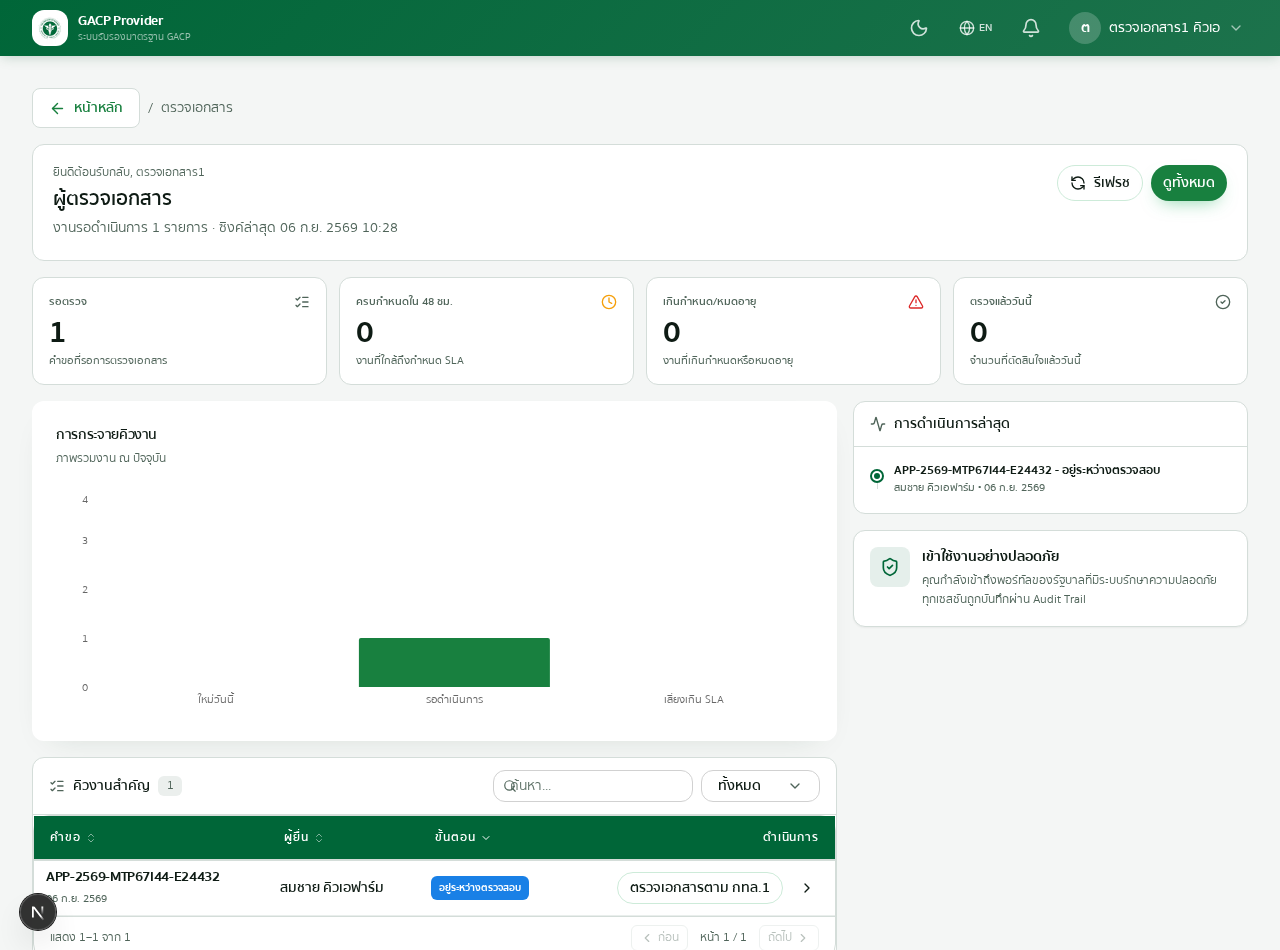 GACP Provider
ระบบรับรองมาตรฐาน GACP
EN
ต
ตรวจเอกสาร1 คิวเอ
หน้าหลัก
/ ตรวจเอกสาร
ยินดีต้อนรับกลับ, ตรวจเอกสาร1
ผู้ตรวจเอกสาร
งานรอดำเนินการ 1 รายการ · ซิงค์ล่าสุด 06 ก.ย. 2569 10:28
รีเฟรช
ดูทั้งหมด
รอตรวจ
1
คำขอที่รอการตรวจเอกสาร
ครบกำหนดใน 48 ชม.
0
งานที่ใกล้ถึงกำหนด SLA
เกินกำหนด/หมดอายุ
0
งานที่เกินกำหนดหรือหมดอายุ
ตรวจแล้ววันนี้
0
จำนวนที่ตัดสินใจแล้ววันนี้
การกระจายคิวงาน
ภาพรวมงาน ณ ปัจจุบัน
4
3
2
1
0
ใหม่วันนี้
รอดำเนินการ
เสี่ยงเกิน SLA
การดำเนินการล่าสุด
APP-2569-MTP67I44-E24432 - อยู่ระหว่างตรวจสอบ
สมชาย คิวเอฟาร์ม • 06 ก.ย. 2569
เข้าใช้งานอย่างปลอดภัย
คุณกำลังเข้าถึงพอร์ทัลของรัฐบาลที่มีระบบรักษาความปลอดภัย
ทุกเซสชันถูกบันทึกผ่าน Audit Trail
คิวงานสำคัญ
1
ค้นหา...
ทั้งหมด
คำขอ
ผู้ยื่น
ขั้นตอน
ดำเนินการ
APP-2569-MTP67I44-E24432
06 ก.ย. 2569
สมชาย คิวเอฟาร์ม
อยู่ระหว่างตรวจสอบ
ตรวจเอกสารตาม กทล.1
N
แสดง 1–1 จาก 1
ก่อน
หน้า 1 / 1
ถัดไป